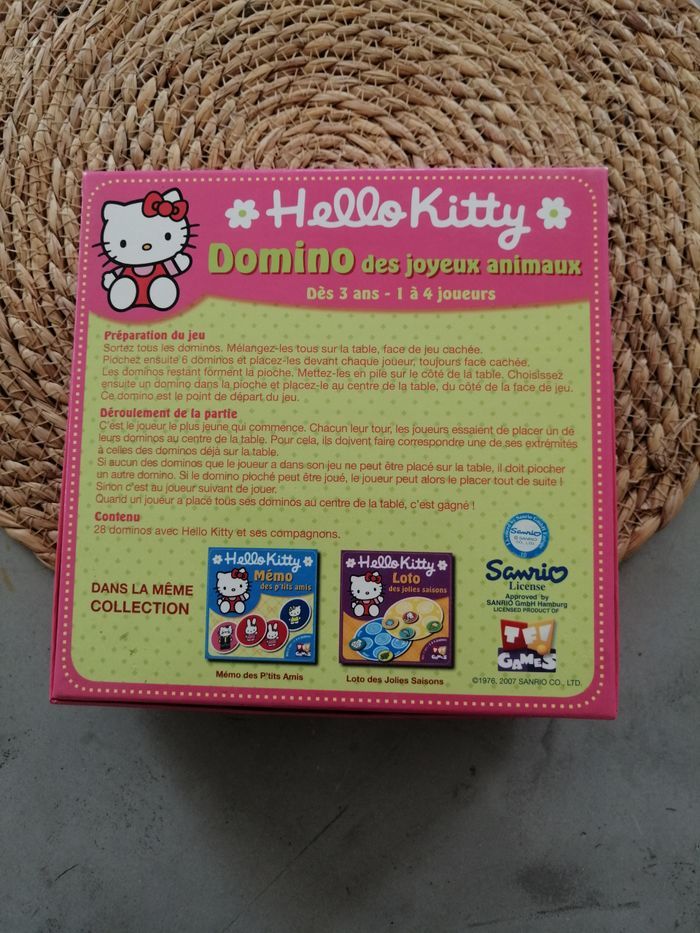 Hello Kitty
Domino des joyeux animaux
Dès 3 ans - 1 à 4 joueurs
Préparation du jeu
Sortez tous les dominos. Mélangez-les tous sur la table, face de jeu cachée.
Piochez ensuite 6 dominos et placez-les devant chaque joueur, toujours face cachée.
Les dominos restant forment la pioche. Mettez-les en pile sur le côté de la table. Choisissez
ensuite un domino dans la pioche et placez-le au centre de la table, du côté de la face de jeu.
Ce domino est le point de départ du jeu.
Déroulement de la partie
C'est le joueur le plus jeune qui commence. Chacun leur tour, les joueurs essaient de placer un de
leurs dominos au centre de la table. Pour cela, ils doivent faire correspondre une de ses extrémités
à celles des dominos déjà sur la table.
Si aucun des dominos que le joueur a dans son jeu ne peut être placé sur la table, il doit piocher
un autre domino. Si le domino pioché peut être joué, le joueur peut alors le placer tout de suite !
Sinon c'est au joueur suivant de jouer.
Quand un joueur a placé tous ses dominos au centre de la table, c'est gagné !
Contenu
28 dominos avec Hello Kitty et ses compagnons.
DANS LA MÊME
COLLECTION
Hello Kitty
Mémo
des p'tits amis
GAMES
Mémo des P'tits Amis
Hello Kitty
Loto
des jolies saisons
GAMES
Loto des Jolies Saisons
© SANRIO
CO., LTD.
Sanrio
License
Approved by
SANRIO GmbH Hamburg
LICENSED PRODUCT OF
TF1
GAMES
©1976, 2007 SANRIO CO., LTD.